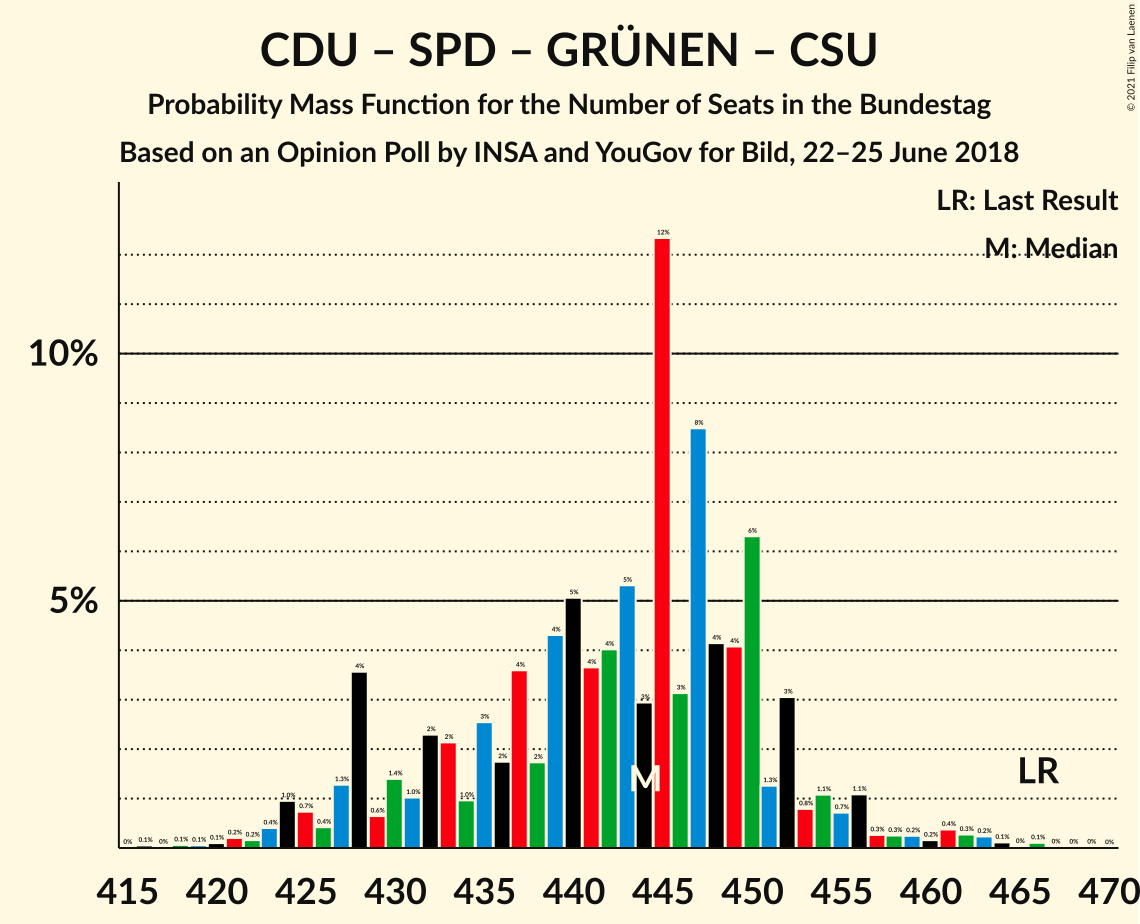 CDU – SPD – GRÜNEN – CSU
Probability Mass Function for the Number of Seats in the Bundestag
Based on an Opinion Poll by INSA and YouGov for Bild, 22–25 June 2018
© 2021 Filip van Laenen
LR: Last Result
M: Median
10%
5%
0% 0.1% 0% 0.1% 0.1% 0.1% 0.2% 0.2% 0.4% 1.0% 0.7% 0.4% 1.3% 4% 0.6% 1.4% 1.0% 2% 2% 1.0% 3% 2% 4% 2% 4% 5% 4% 4% 5% 3% 12% 3% 8% 4% 4% 6% 1.3% 3% 0.8% 1.1% 0.7% 1.1% 0.3% 0.3% 0.2% 0.2% 0.4% 0.3% 0.2% 0.1% 0% 0.1% 0% 0% 0% 0%
M
LR
415 420 425 430 435 440 445 450 455 460 465 470